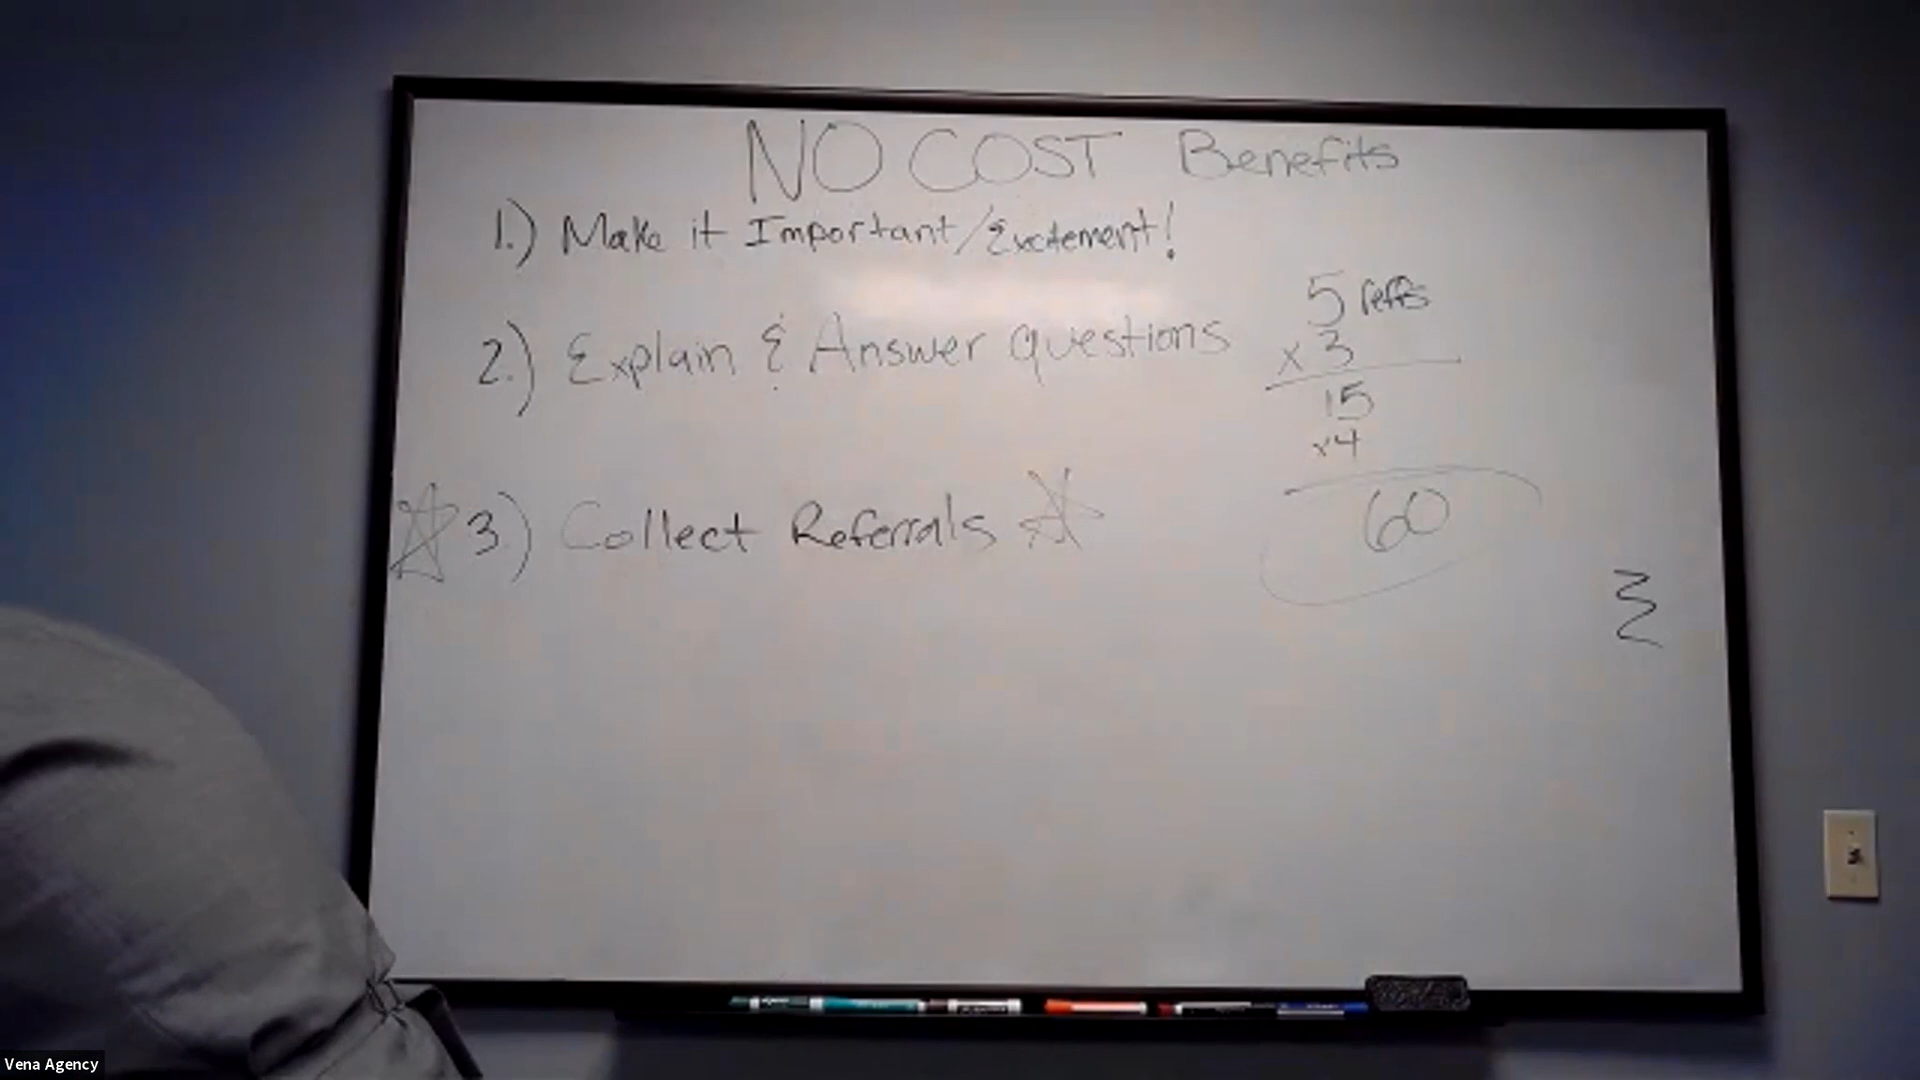 NO COST Benefits
1.) Make it Important/Excitement!
2.) Explain & Answer questions
3.) Collect Referrals
5 reffs
x 3
15
x4
60
Vena Agency